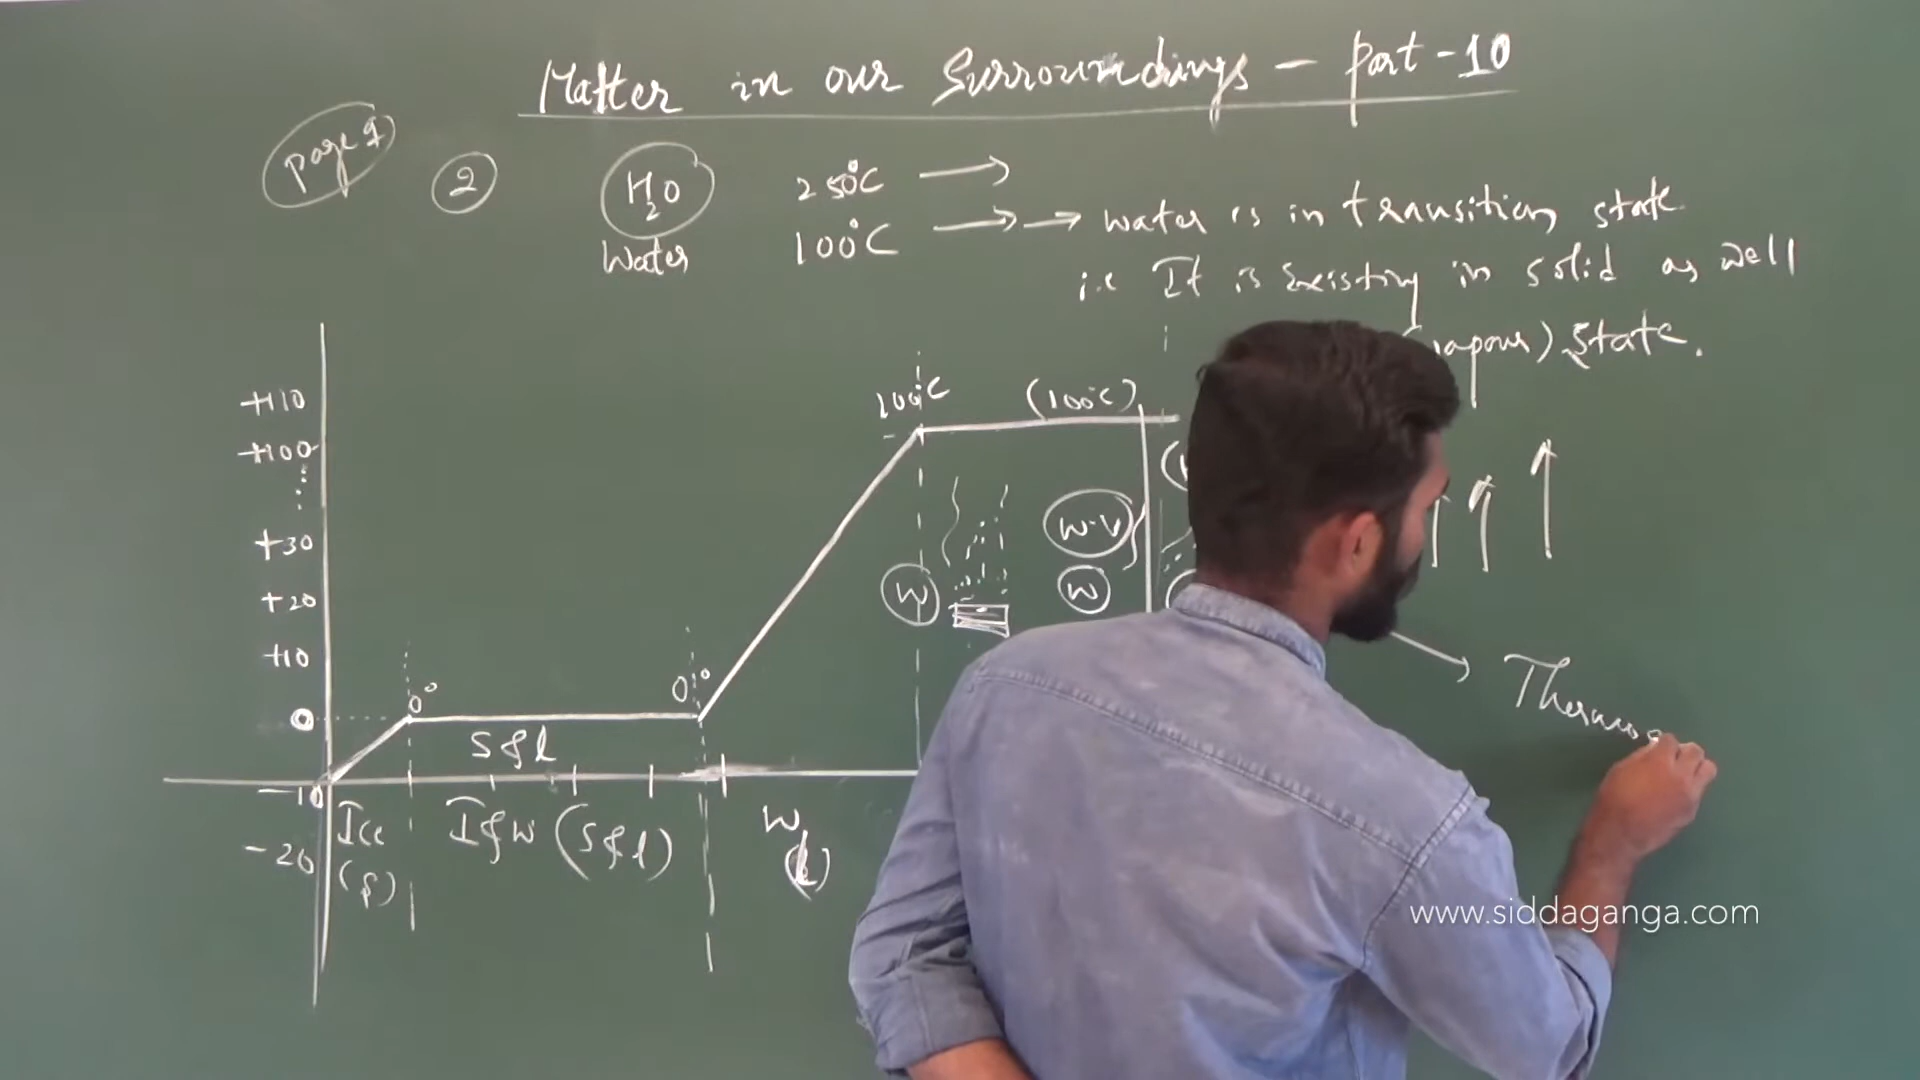 Matter in our Surroundings - Part-10
Page 9
2
H2O
Water
250°C →
100°C →→ water is in transition state
i.e It is Existing in solid as well
vapour) State.
+110
+100
+30
+20
+10
0
-10
-20
100°C
(100°C)
0°
0°
S & l
W
W-V
W
Ice
(s)
I & W (S & l)
W
(l)
Thermo
www.siddaganga.com